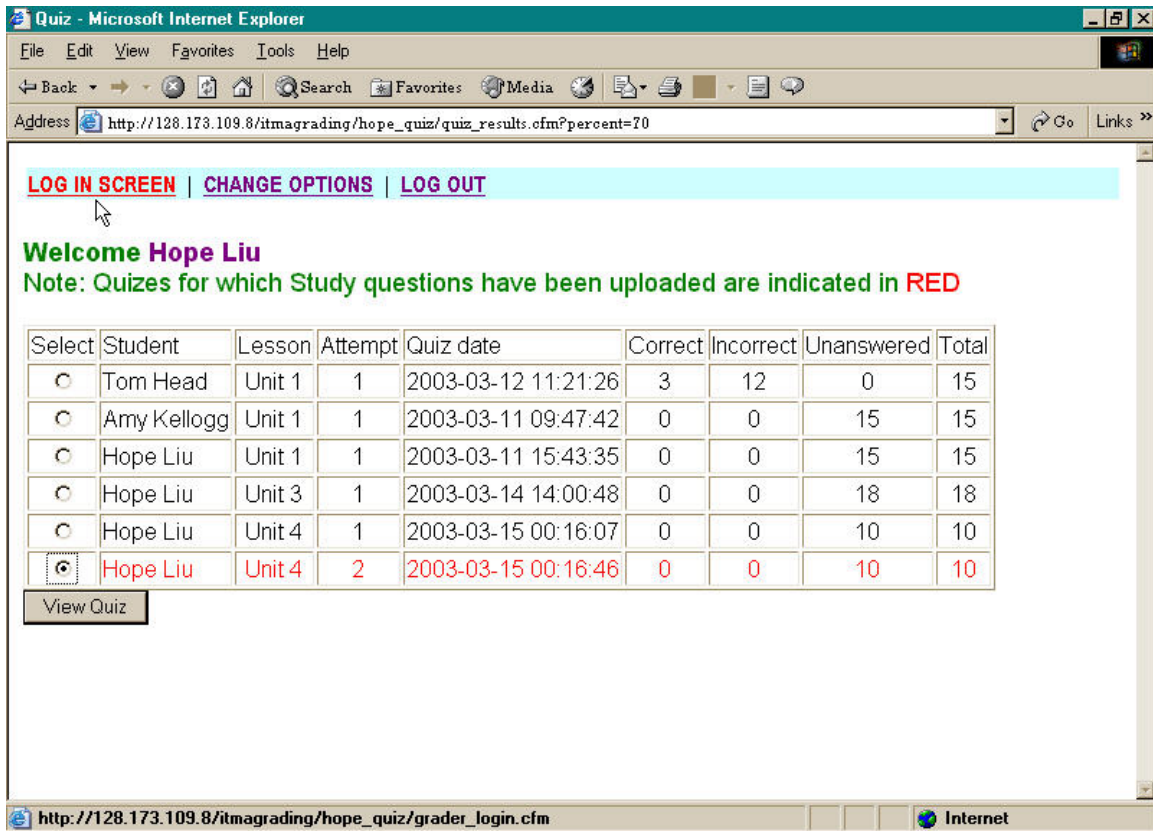 Quiz - Microsoft Internet Explorer
File Edit View Favorites Tools Help
Back Search Favorites Media
Address http://128.173.109.8/itmagrading/hope_quiz/quiz_results.cfm?percent=70 Go Links »
LOG IN SCREEN | CHANGE OPTIONS | LOG OUT
Welcome Hope Liu
Note: Quizes for which Study questions have been uploaded are indicated in RED
Select Student Lesson Attempt Quiz date Correct Incorrect Unanswered Total
Tom Head Unit 1 1 2003-03-12 11:21:26 3 12 0 15
Amy Kellogg Unit 1 1 2003-03-11 09:47:42 0 0 15 15
Hope Liu Unit 1 1 2003-03-11 15:43:35 0 0 15 15
Hope Liu Unit 3 1 2003-03-14 14:00:48 0 0 18 18
Hope Liu Unit 4 1 2003-03-15 00:16:07 0 0 10 10
Hope Liu Unit 4 2 2003-03-15 00:16:46 0 0 10 10
View Quiz
http://128.173.109.8/itmagrading/hope_quiz/grader_login.cfm Internet